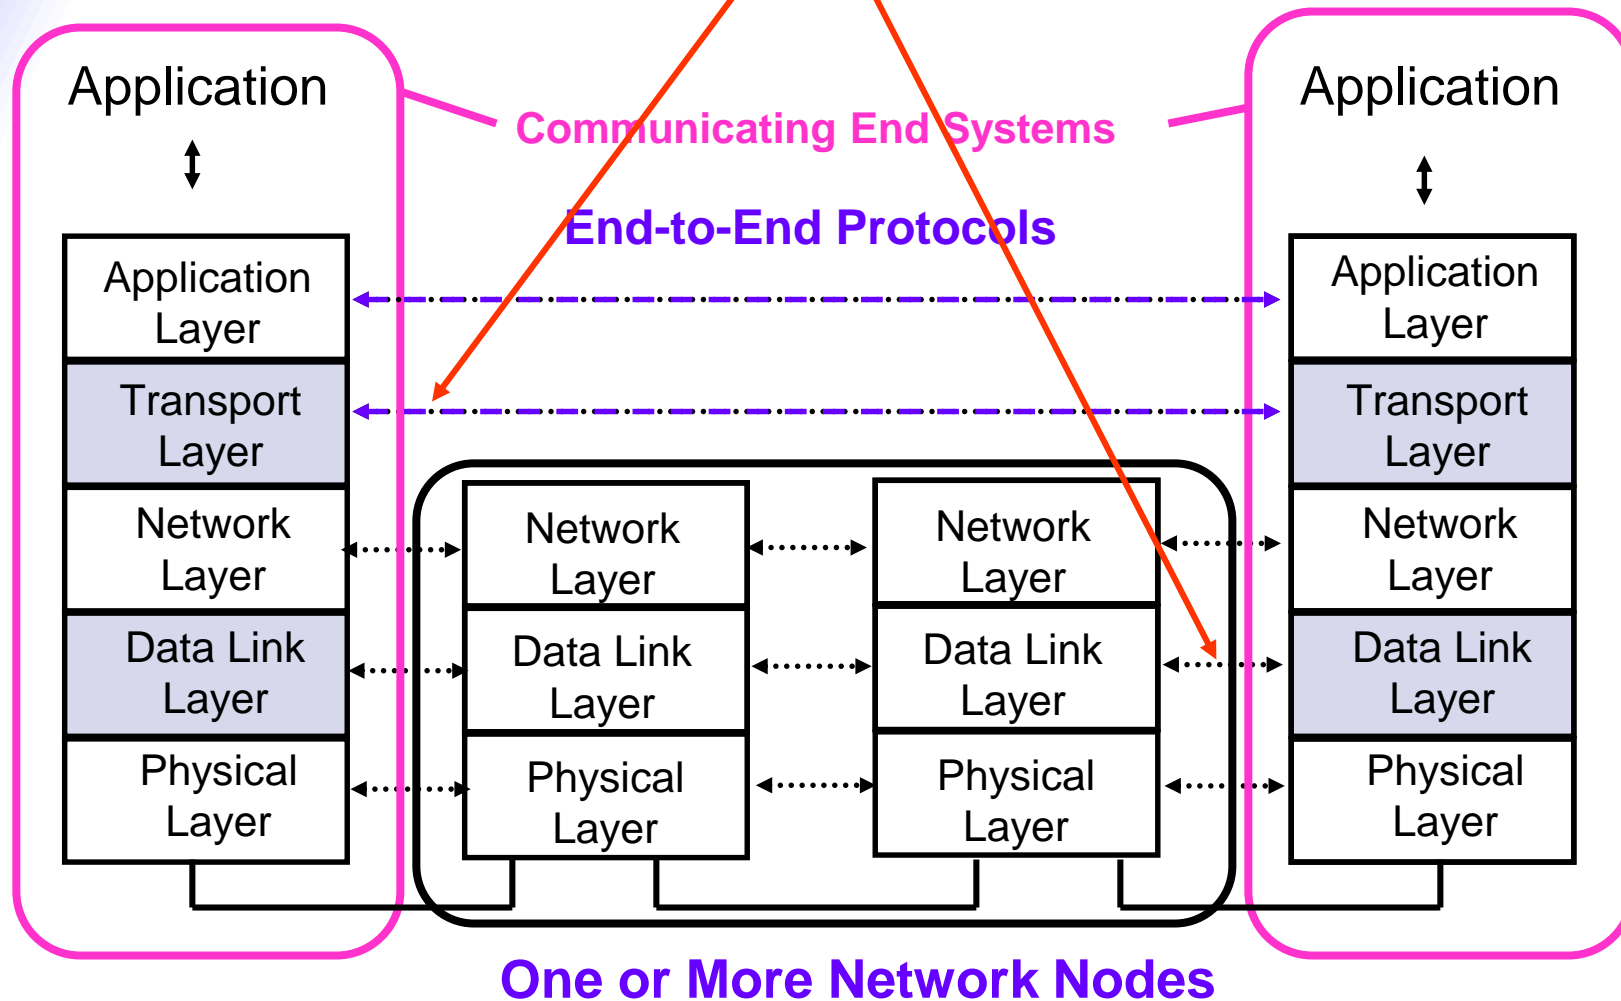 Application
Application
Communicating End Systems
End-to-End Protocols
Application
Layer
Transport
Layer
Network
Layer
Data Link
Layer
Physical
Layer
Network
Layer
Data Link
Layer
Physical
Layer
Network
Layer
Data Link
Layer
Physical
Layer
Application
Layer
Transport
Layer
Network
Layer
Data Link
Layer
Physical
Layer
One or More Network Nodes